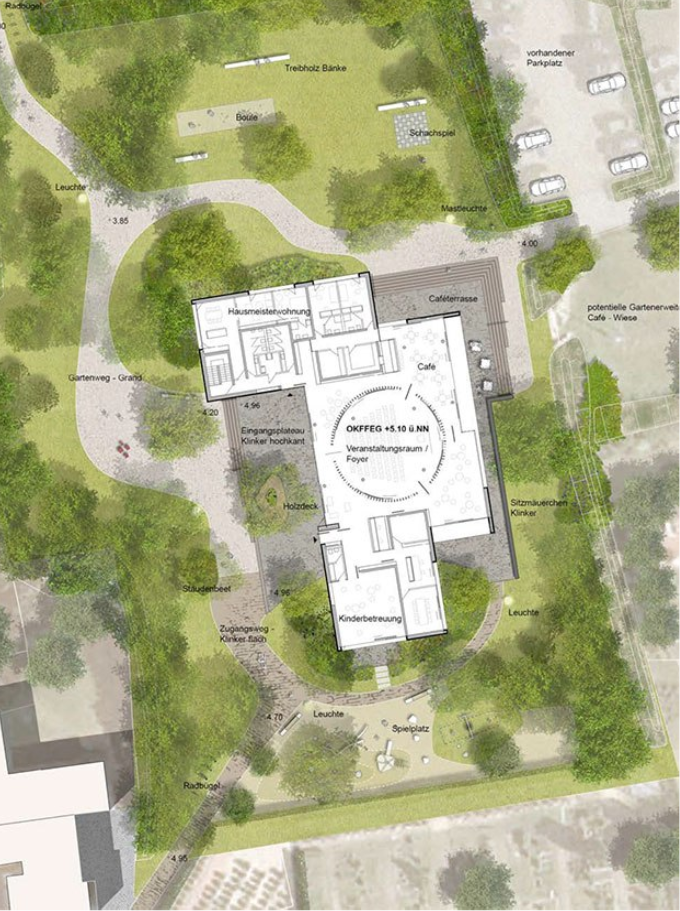 Radbügel
vorhandener
Parkplatz
Treibholz Bänke
Boule
Schachspiel
Leuchte
Mastleuchte
3.85
4.00
Caféterrasse
Hausmeisterwohnung
potentielle Gartenerweit
Café - Wiese
Café
Gartenweg - Grand
4.20
4.96
Eingangsplateau
Klinker hochkant
OKFFEG +5.10 ü.NN
Veranstaltungsraum /
Foyer
Holzdeck
Sitzmäuerchen
Klinker
Staudenbeet
4.96
Kinderbetreuung
Leuchte
Zugangsweg -
Klinker flach
4.70
Leuchte
Spielplatz
Radbügel
4.95